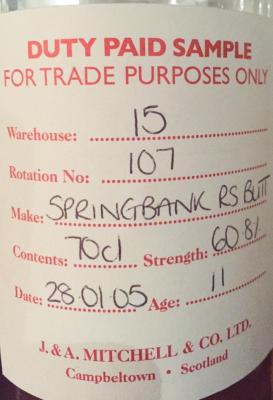 DUTY PAID SAMPLE
FOR TRADE PURPOSES ONLY
Warehouse: 15
Rotation No: 107
Make: SPRINGBANK RS BUTT
Contents: 70cl Strength: 60.8%
Date: 28.01.05 Age: 11
J. & A. MITCHELL & CO. LTD.
Campbeltown • Scotland